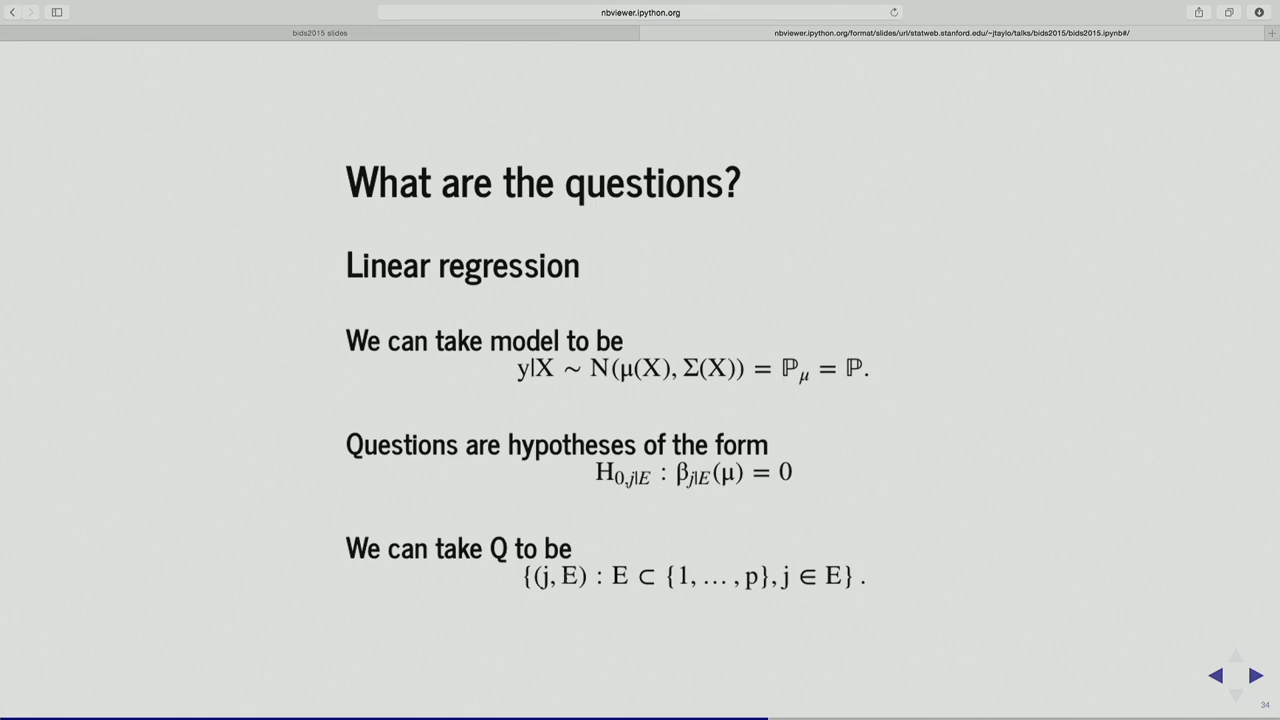 nbviewer.ipython.org
bids2015 slides
nbviewer.ipython.org/format/slides/url/statweb.stanford.edu/~jtaylo/talks/bids2015/bids2015.ipynb#/
What are the questions?
Linear regression
We can take model to be
y|X ∼ N(μ(X), Σ(X)) = ℙ_μ = ℙ.
Questions are hypotheses of the form
H_{0,j|E} : β_{j|E}(μ) = 0
We can take Q to be
{(j, E) : E ⊂ {1, … , p}, j ∈ E} .
34